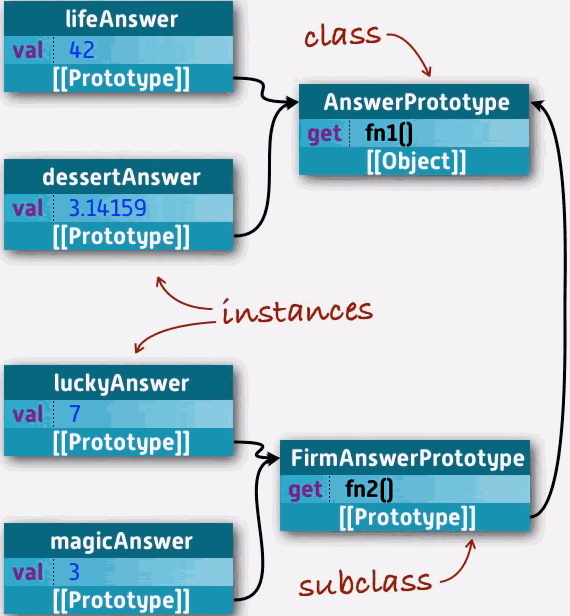 lifeAnswer
val 42
[[Prototype]]
class
AnswerPrototype
get fn1()
[[Object]]
dessertAnswer
val 3.14159
[[Prototype]]
instances
luckyAnswer
val 7
[[Prototype]]
FirmAnswerPrototype
get fn2()
[[Prototype]]
magicAnswer
val 3
[[Prototype]]
subclass